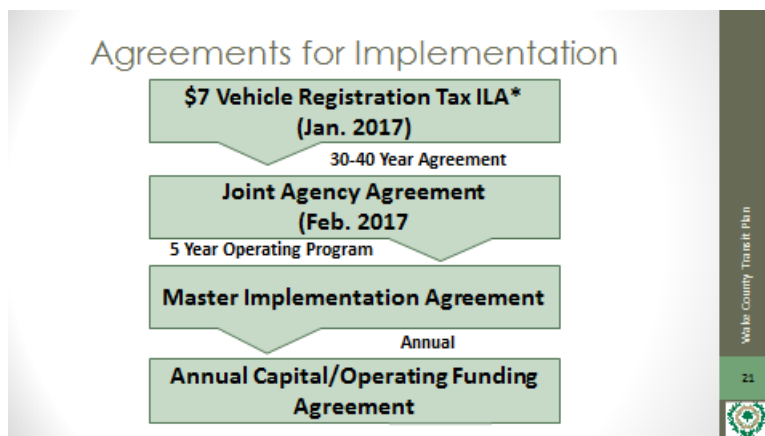 Agreements for Implementation
$7 Vehicle Registration Tax ILA*
(Jan. 2017)
30-40 Year Agreement
Joint Agency Agreement
(Feb. 2017
5 Year Operating Program
Master Implementation Agreement
Annual
Annual Capital/Operating Funding
Agreement
Wake County Transit Plan
21